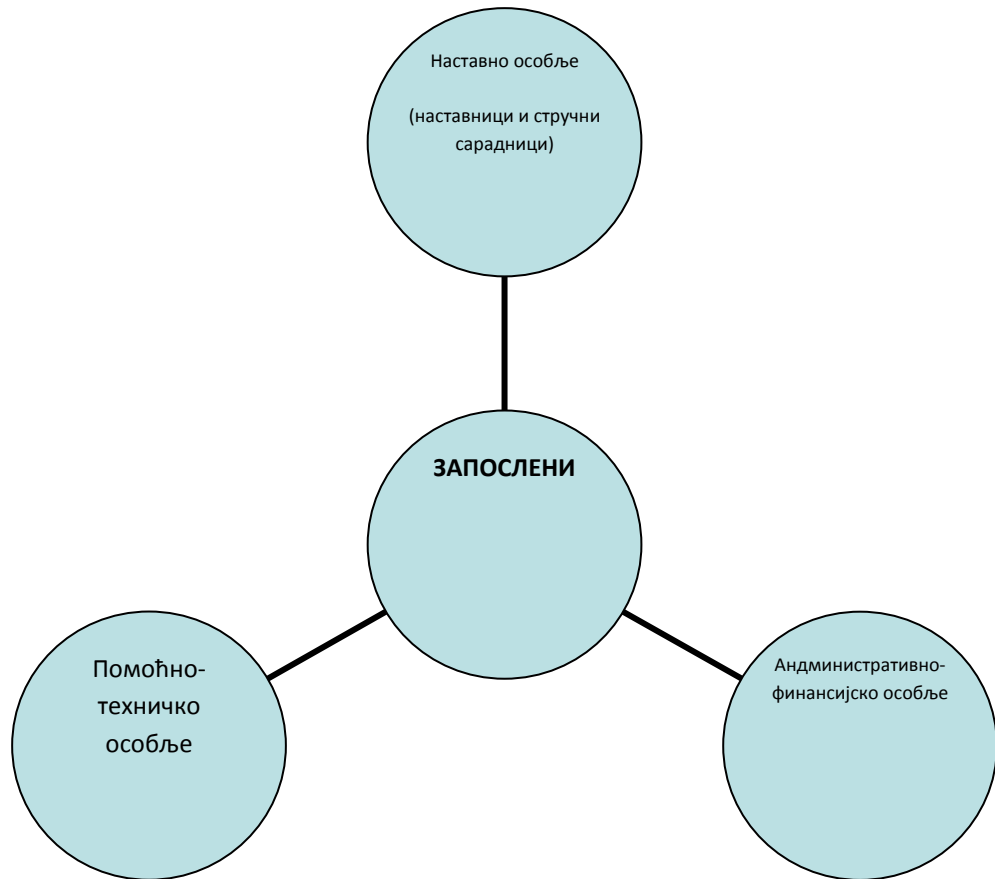 Наставно особље
(наставници и стручни
сарадници)
ЗАПОСЛЕНИ
Помоћно-
техничко
особље
Андминистративно-
финансијско особље